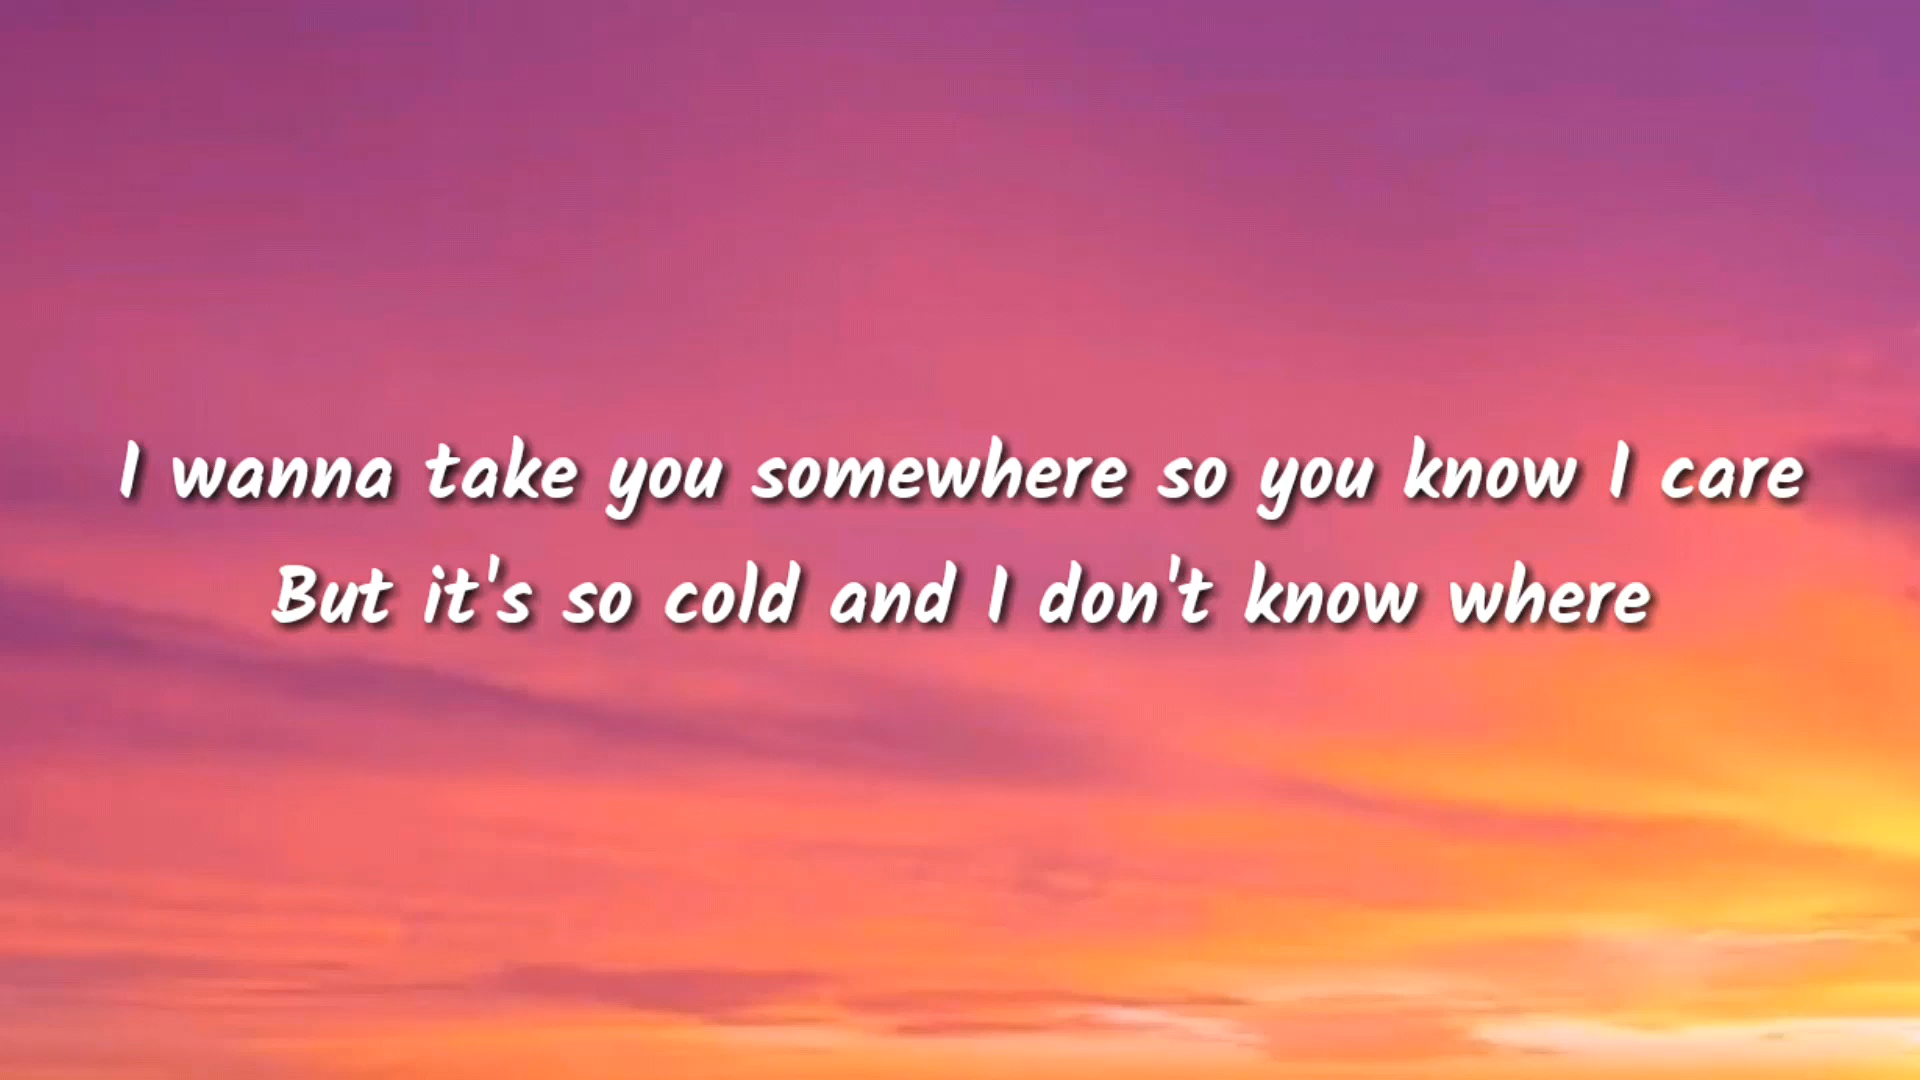 I wanna take you somewhere so you know I care
But it's so cold and I don't know where